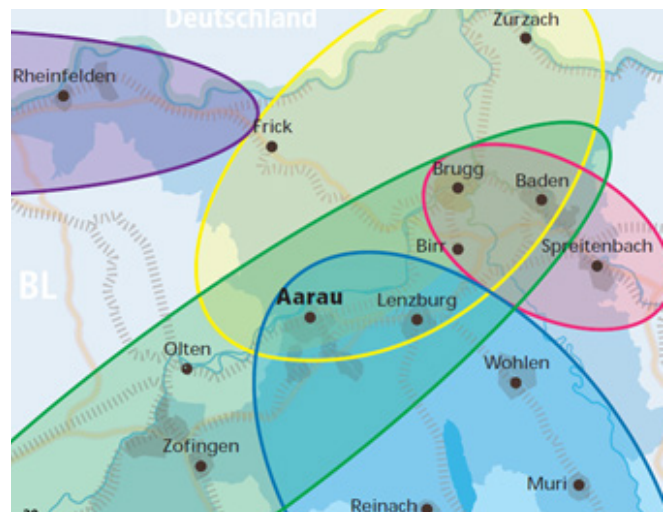 Deutschland
Zurzach
Rheinfelden
Frick
Brugg
Baden
Birr
Spreitenbach
BL
Aarau
Lenzburg
Olten
Wohlen
Zofingen
Muri
Reinach